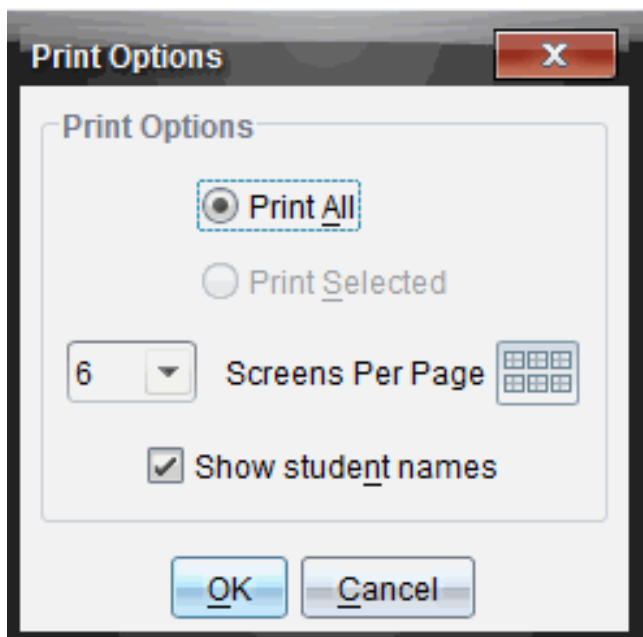 Print Options
Print Options
Print All
Print Selected
6 Screens Per Page
Show student names
OK Cancel